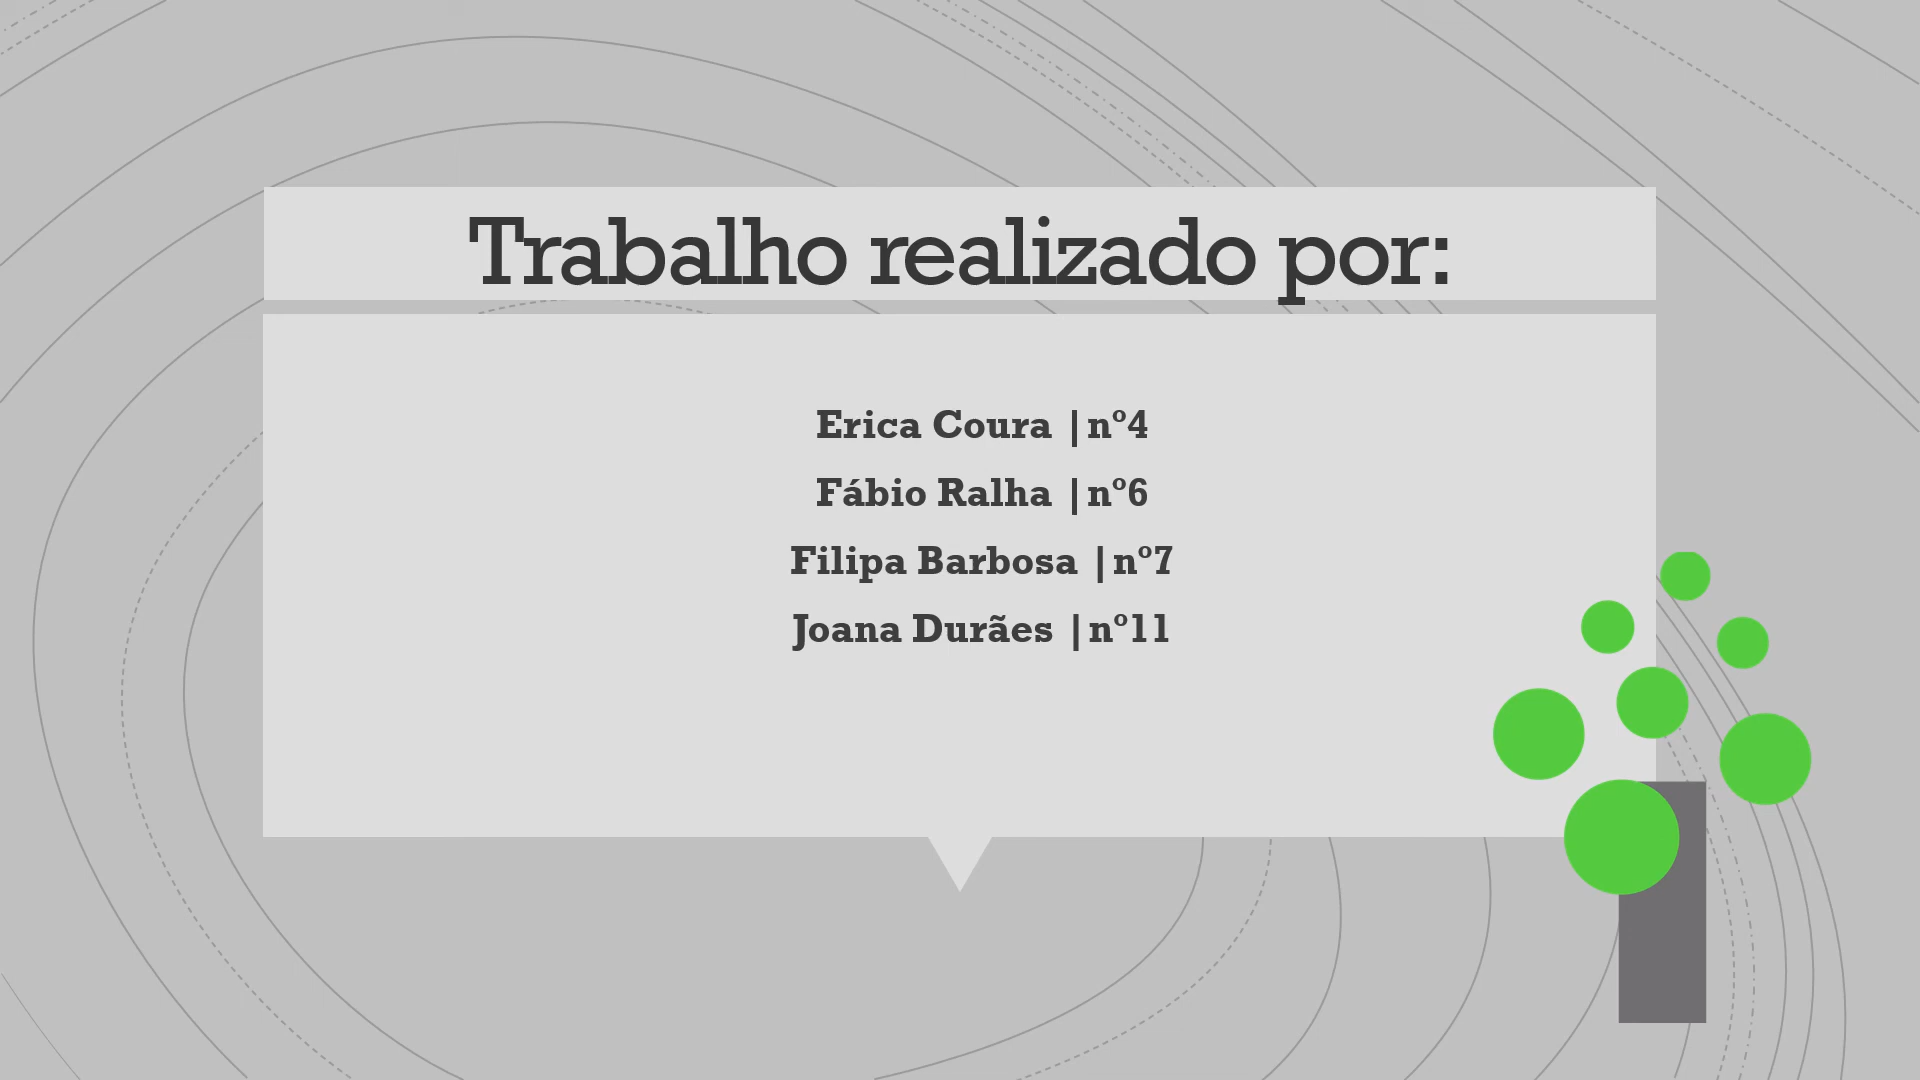 Trabalho realizado por:
Erica Coura |nº4
Fábio Ralha |nº6
Filipa Barbosa |nº7
Joana Durães |nº11